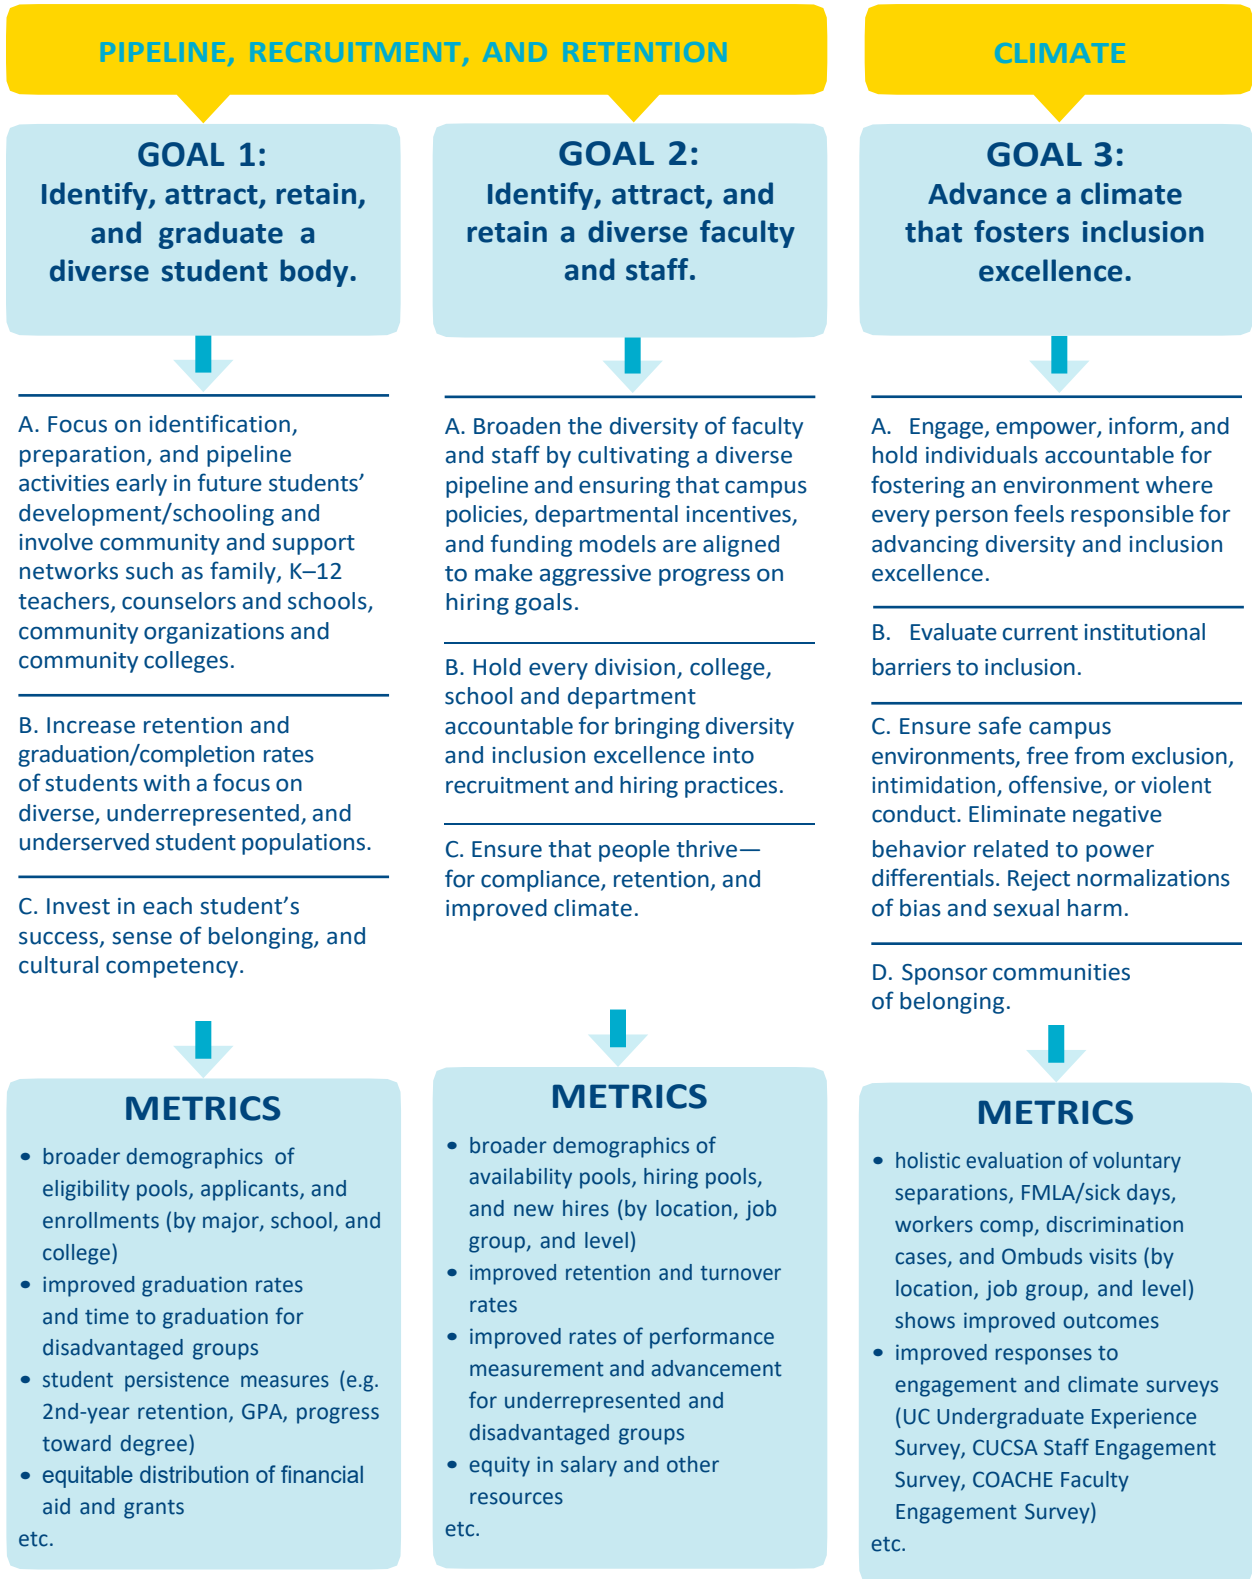 PIPELINE, RECRUITMENT, AND RETENTION
GOAL 1:
Identify, attract, retain,
and graduate a
diverse student body.
A. Focus on identification,
preparation, and pipeline
activities early in future students’
development/schooling and
involve community and support
networks such as family, K–12
teachers, counselors and schools,
community organizations and
community colleges.
B. Increase retention and
graduation/completion rates
of students with a focus on
diverse, underrepresented, and
underserved student populations.
C. Invest in each student’s
success, sense of belonging, and
cultural competency.
METRICS
• broader demographics of
eligibility pools, applicants, and
enrollments (by major, school, and
college)
• improved graduation rates
and time to graduation for
disadvantaged groups
• student persistence measures (e.g.
2nd-year retention, GPA, progress
toward degree)
• equitable distribution of financial
aid and grants
etc.
GOAL 2:
Identify, attract, and
retain a diverse faculty
and staff.
A. Broaden the diversity of faculty
and staff by cultivating a diverse
pipeline and ensuring that campus
policies, departmental incentives,
and funding models are aligned
to make aggressive progress on
hiring goals.
B. Hold every division, college,
school and department
accountable for bringing diversity
and inclusion excellence into
recruitment and hiring practices.
C. Ensure that people thrive—
for compliance, retention, and
improved climate.
METRICS
• broader demographics of
availability pools, hiring pools,
and new hires (by location, job
group, and level)
• improved retention and turnover
rates
• improved rates of performance
measurement and advancement
for underrepresented and
disadvantaged groups
• equity in salary and other
resources
etc.
CLIMATE
GOAL 3:
Advance a climate
that fosters inclusion
excellence.
A. Engage, empower, inform, and
hold individuals accountable for
fostering an environment where
every person feels responsible for
advancing diversity and inclusion
excellence.
B. Evaluate current institutional
barriers to inclusion.
C. Ensure safe campus
environments, free from exclusion,
intimidation, offensive, or violent
conduct. Eliminate negative
behavior related to power
differentials. Reject normalizations
of bias and sexual harm.
D. Sponsor communities
of belonging.
METRICS
• holistic evaluation of voluntary
separations, FMLA/sick days,
workers comp, discrimination
cases, and Ombuds visits (by
location, job group, and level)
shows improved outcomes
• improved responses to
engagement and climate surveys
(UC Undergraduate Experience
Survey, CUCSA Staff Engagement
Survey, COACHE Faculty
Engagement Survey)
etc.